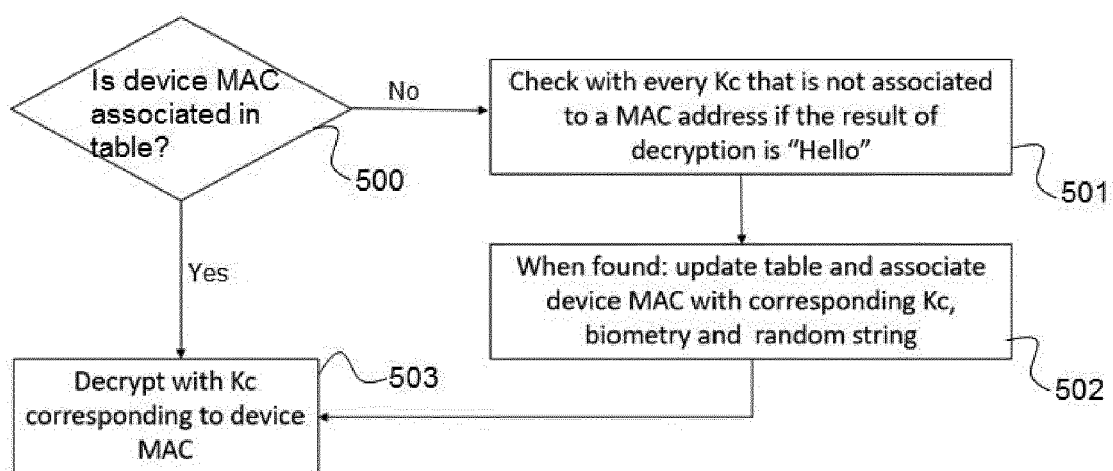 Is device MAC
associated in
table?
500
No
Check with every Kc that is not associated
to a MAC address if the result of
decryption is “Hello”
501
Yes
When found: update table and associate
device MAC with corresponding Kc,
biometry and random string
502
Decrypt with Kc
corresponding to device
MAC
503